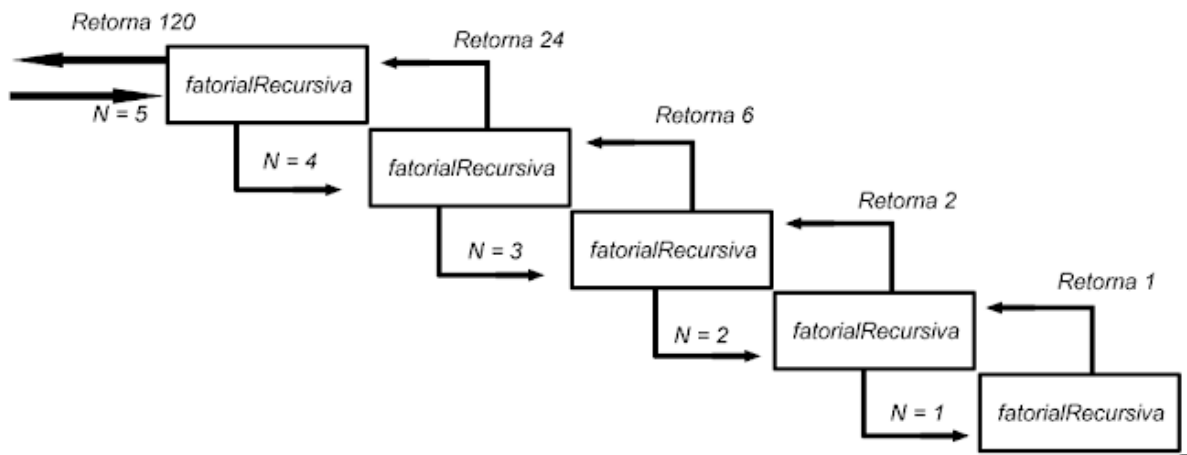 Retorna 120
Retorna 24
fatorialRecursiva
N = 5
Retorna 6
N = 4
fatorialRecursiva
Retorna 2
N = 3
fatorialRecursiva
Retorna 1
N = 2
fatorialRecursiva
N = 1
fatorialRecursiva